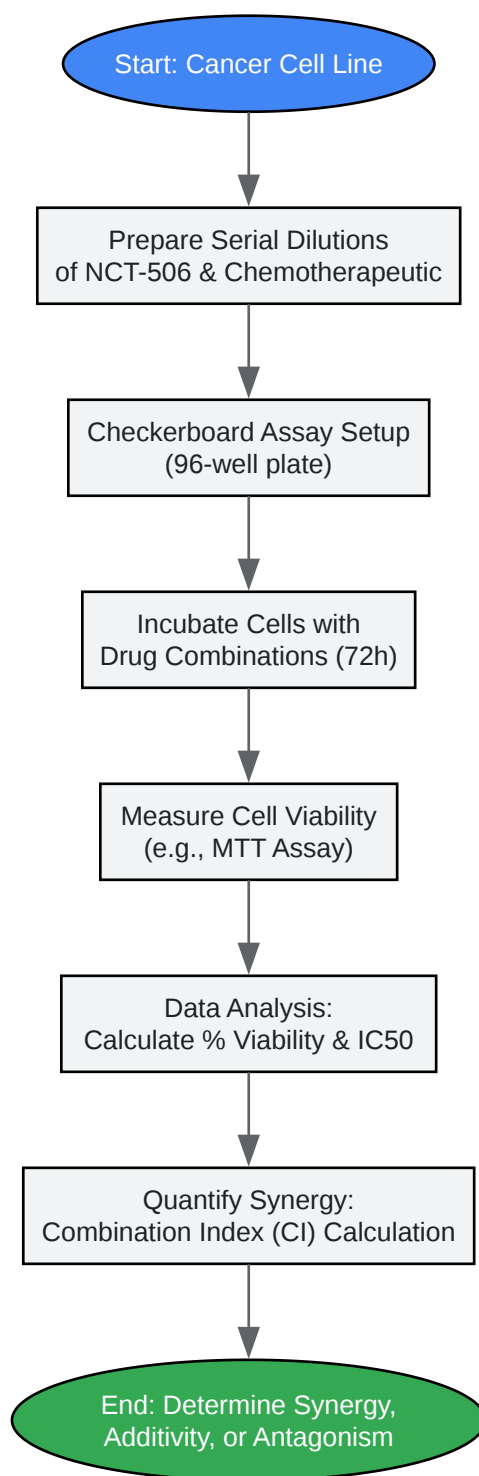 Start: Cancer Cell Line
Prepare Serial Dilutions
of NCT-506 & Chemotherapeutic
Checkerboard Assay Setup
(96-well plate)
Incubate Cells with
Drug Combinations (72h)
Measure Cell Viability
(e.g., MTT Assay)
Data Analysis:
Calculate % Viability & IC50
Quantify Synergy:
Combination Index (CI) Calculation
End: Determine Synergy,
Additivity, or Antagonism